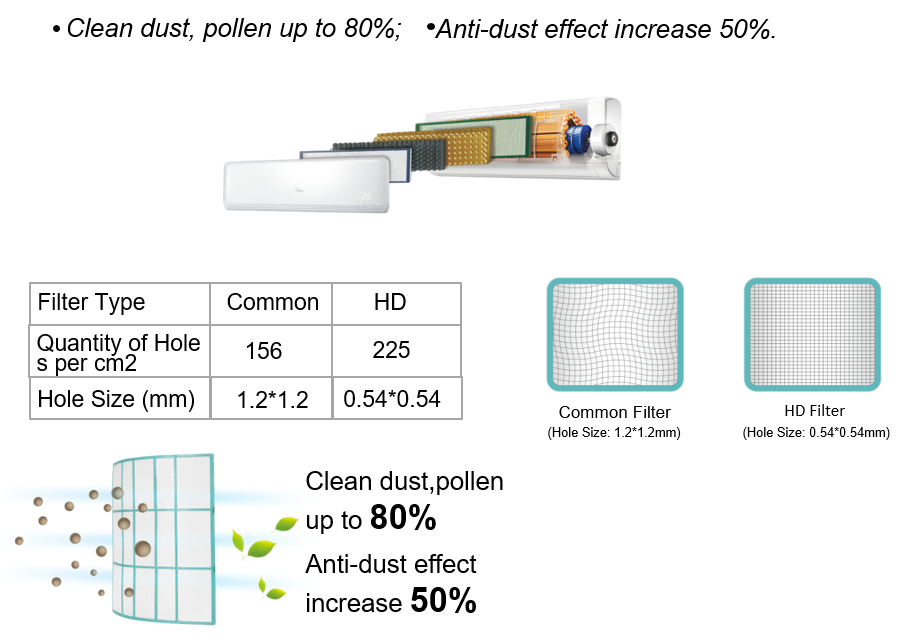 • Clean dust, pollen up to 80%; •Anti-dust effect increase 50%.
Filter Type Common HD
Quantity of Hole
s per cm2 156 225
Hole Size (mm) 1.2*1.2 0.54*0.54
Common Filter
(Hole Size: 1.2*1.2mm)
HD Filter
(Hole Size: 0.54*0.54mm)
Clean dust,pollen
up to 80%
Anti-dust effect
increase 50%